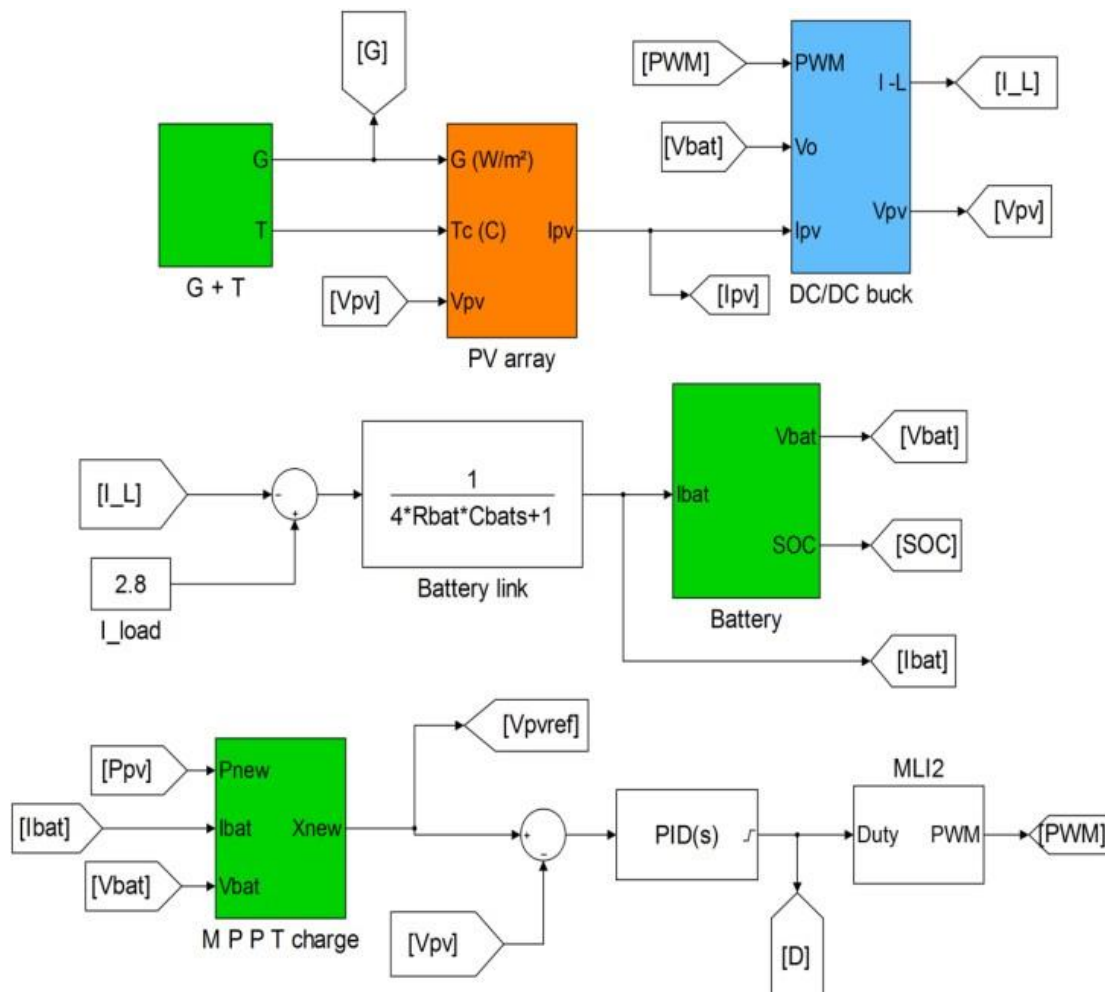 [G]
[PWM]
PWM
I -L
[I_L]
G
G (W/m²)
[Vbat]
Vo
T
Tc (C)
Ipv
Ipv
Vpv
[Vpv]
G + T
[Vpv]
Vpv
[Ipv]
DC/DC buck
PV array
[I_L]
-
+
1
4*Rbat*Cbats+1
Ibat
Vbat
[Vbat]
SOC
[SOC]
2.8
I_load
Battery link
Battery
[Ibat]
[Vpvref]
[Ppv]
Pnew
MLI2
[Ibat]
Ibat
Xnew
+
-
PID(s)
Duty
PWM
[PWM]
[Vbat]
Vbat
M P P T charge
[Vpv]
[D]